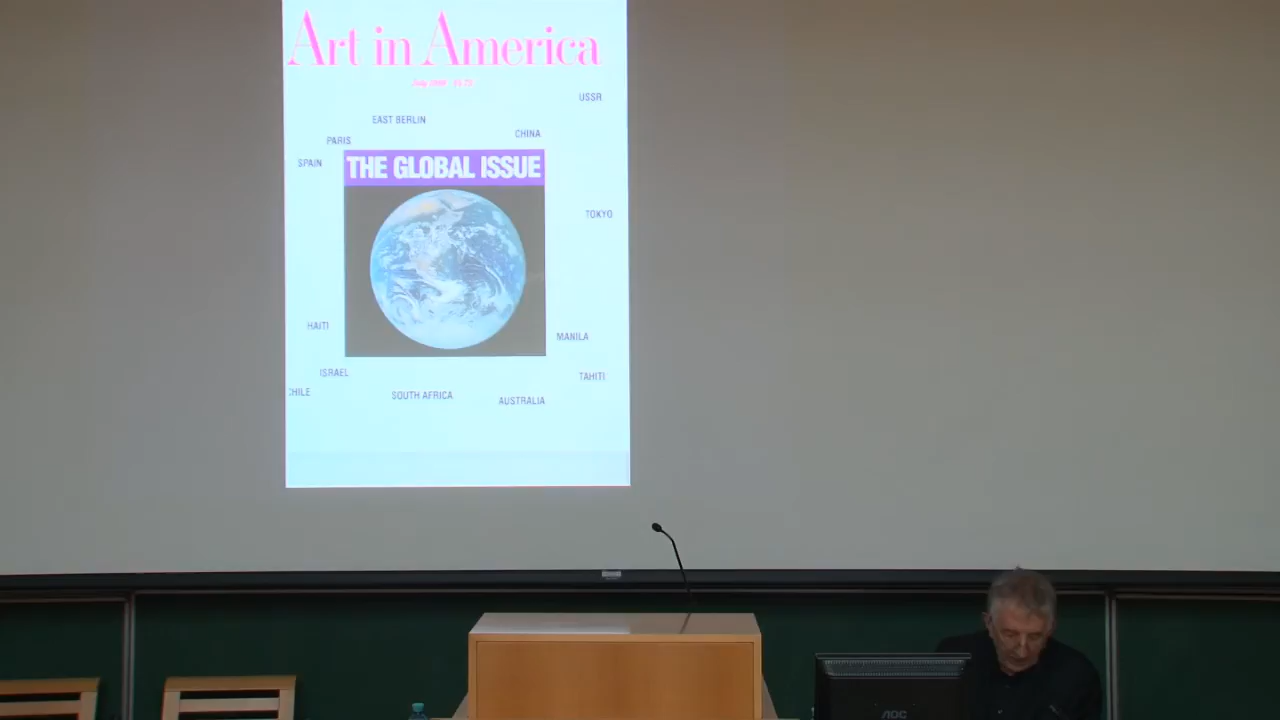 Art in America
USSR
EAST BERLIN
CHINA
PARIS
SPAIN
THE GLOBAL ISSUE
TOKYO
HAITI
MANILA
ISRAEL
TAHITI
CHILE
SOUTH AFRICA
AUSTRALIA
AOC